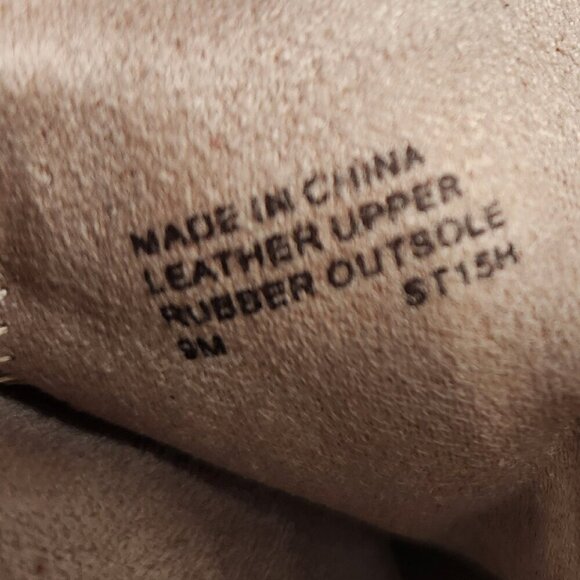 MADE IN CHINA
LEATHER UPPER
RUBBER OUTSOLE
9M ST15H